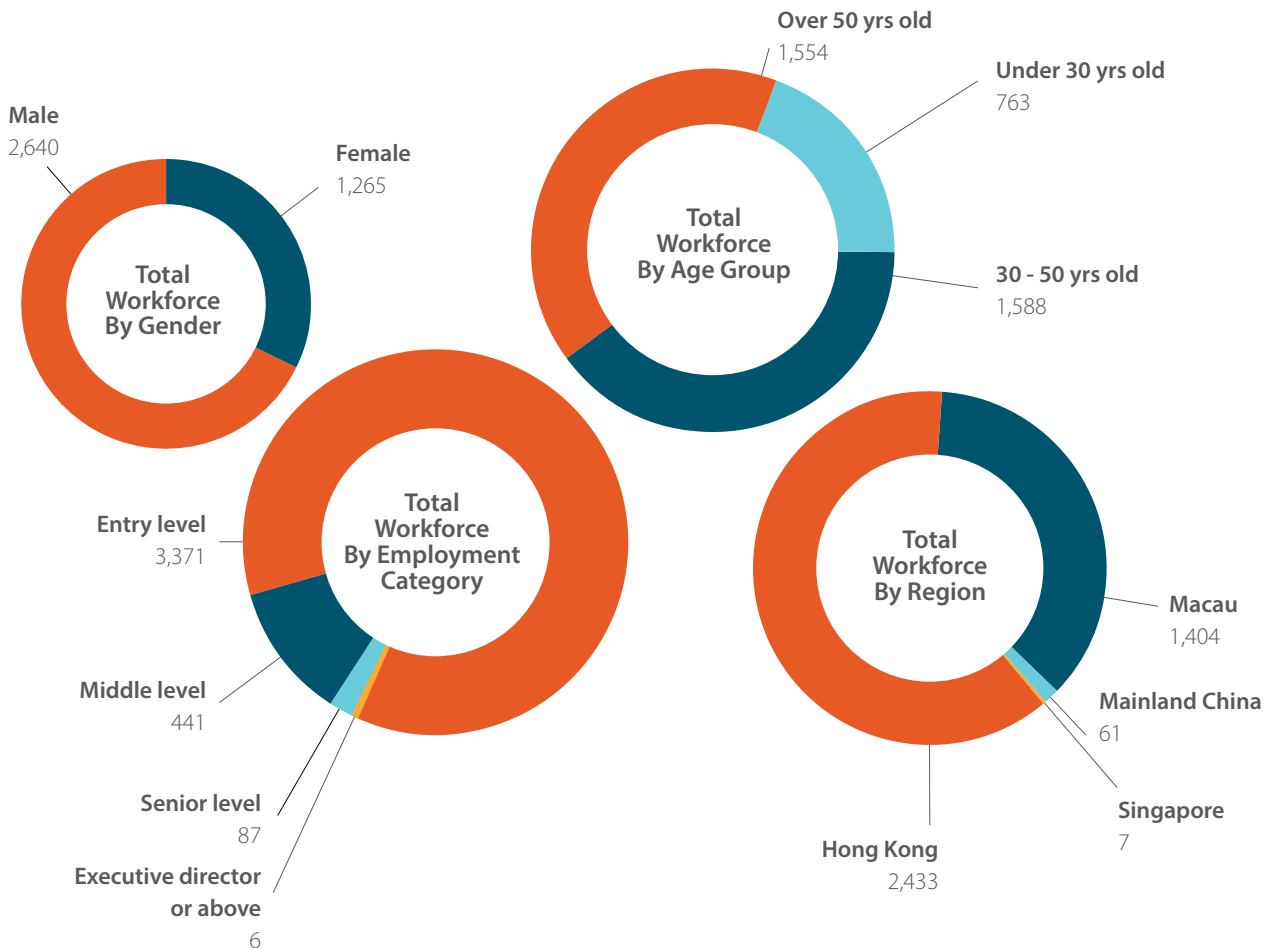 Male
2,640
Female
1,265
Total
Workforce
By Gender
Over 50 yrs old
1,554
Under 30 yrs old
763
30 - 50 yrs old
1,588
Total
Workforce
By Age Group
Entry level
3,371
Middle level
441
Senior level
87
Executive director
or above
6
Total
Workforce
By Employment
Category
Total
Workforce
By Region
Macau
1,404
Mainland China
61
Singapore
7
Hong Kong
2,433